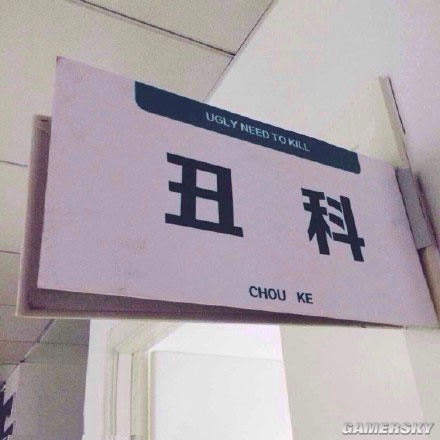 UGLY NEED TO KILL
丑 科
CHOU KE
GAMERSKY